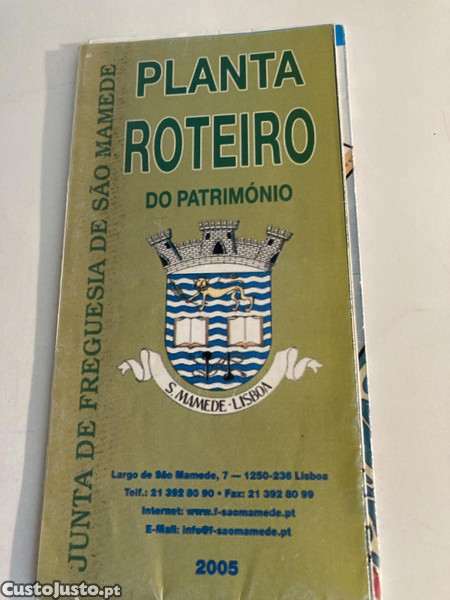 JUNTA DE FREGUESIA DE SÃO MAMEDE
PLANTA
ROTEIRO
DO PATRIMÓNIO
S. MAMEDE - LISBOA
Largo de São Mamede, 7 — 1250-236 Lisboa
Telf.: 21 392 80 90 • Fax: 21 392 80 99
Internet: www.f-saomamede.pt
E-Mail: info@f-saomamede.pt
2005
CustoJusto.pt